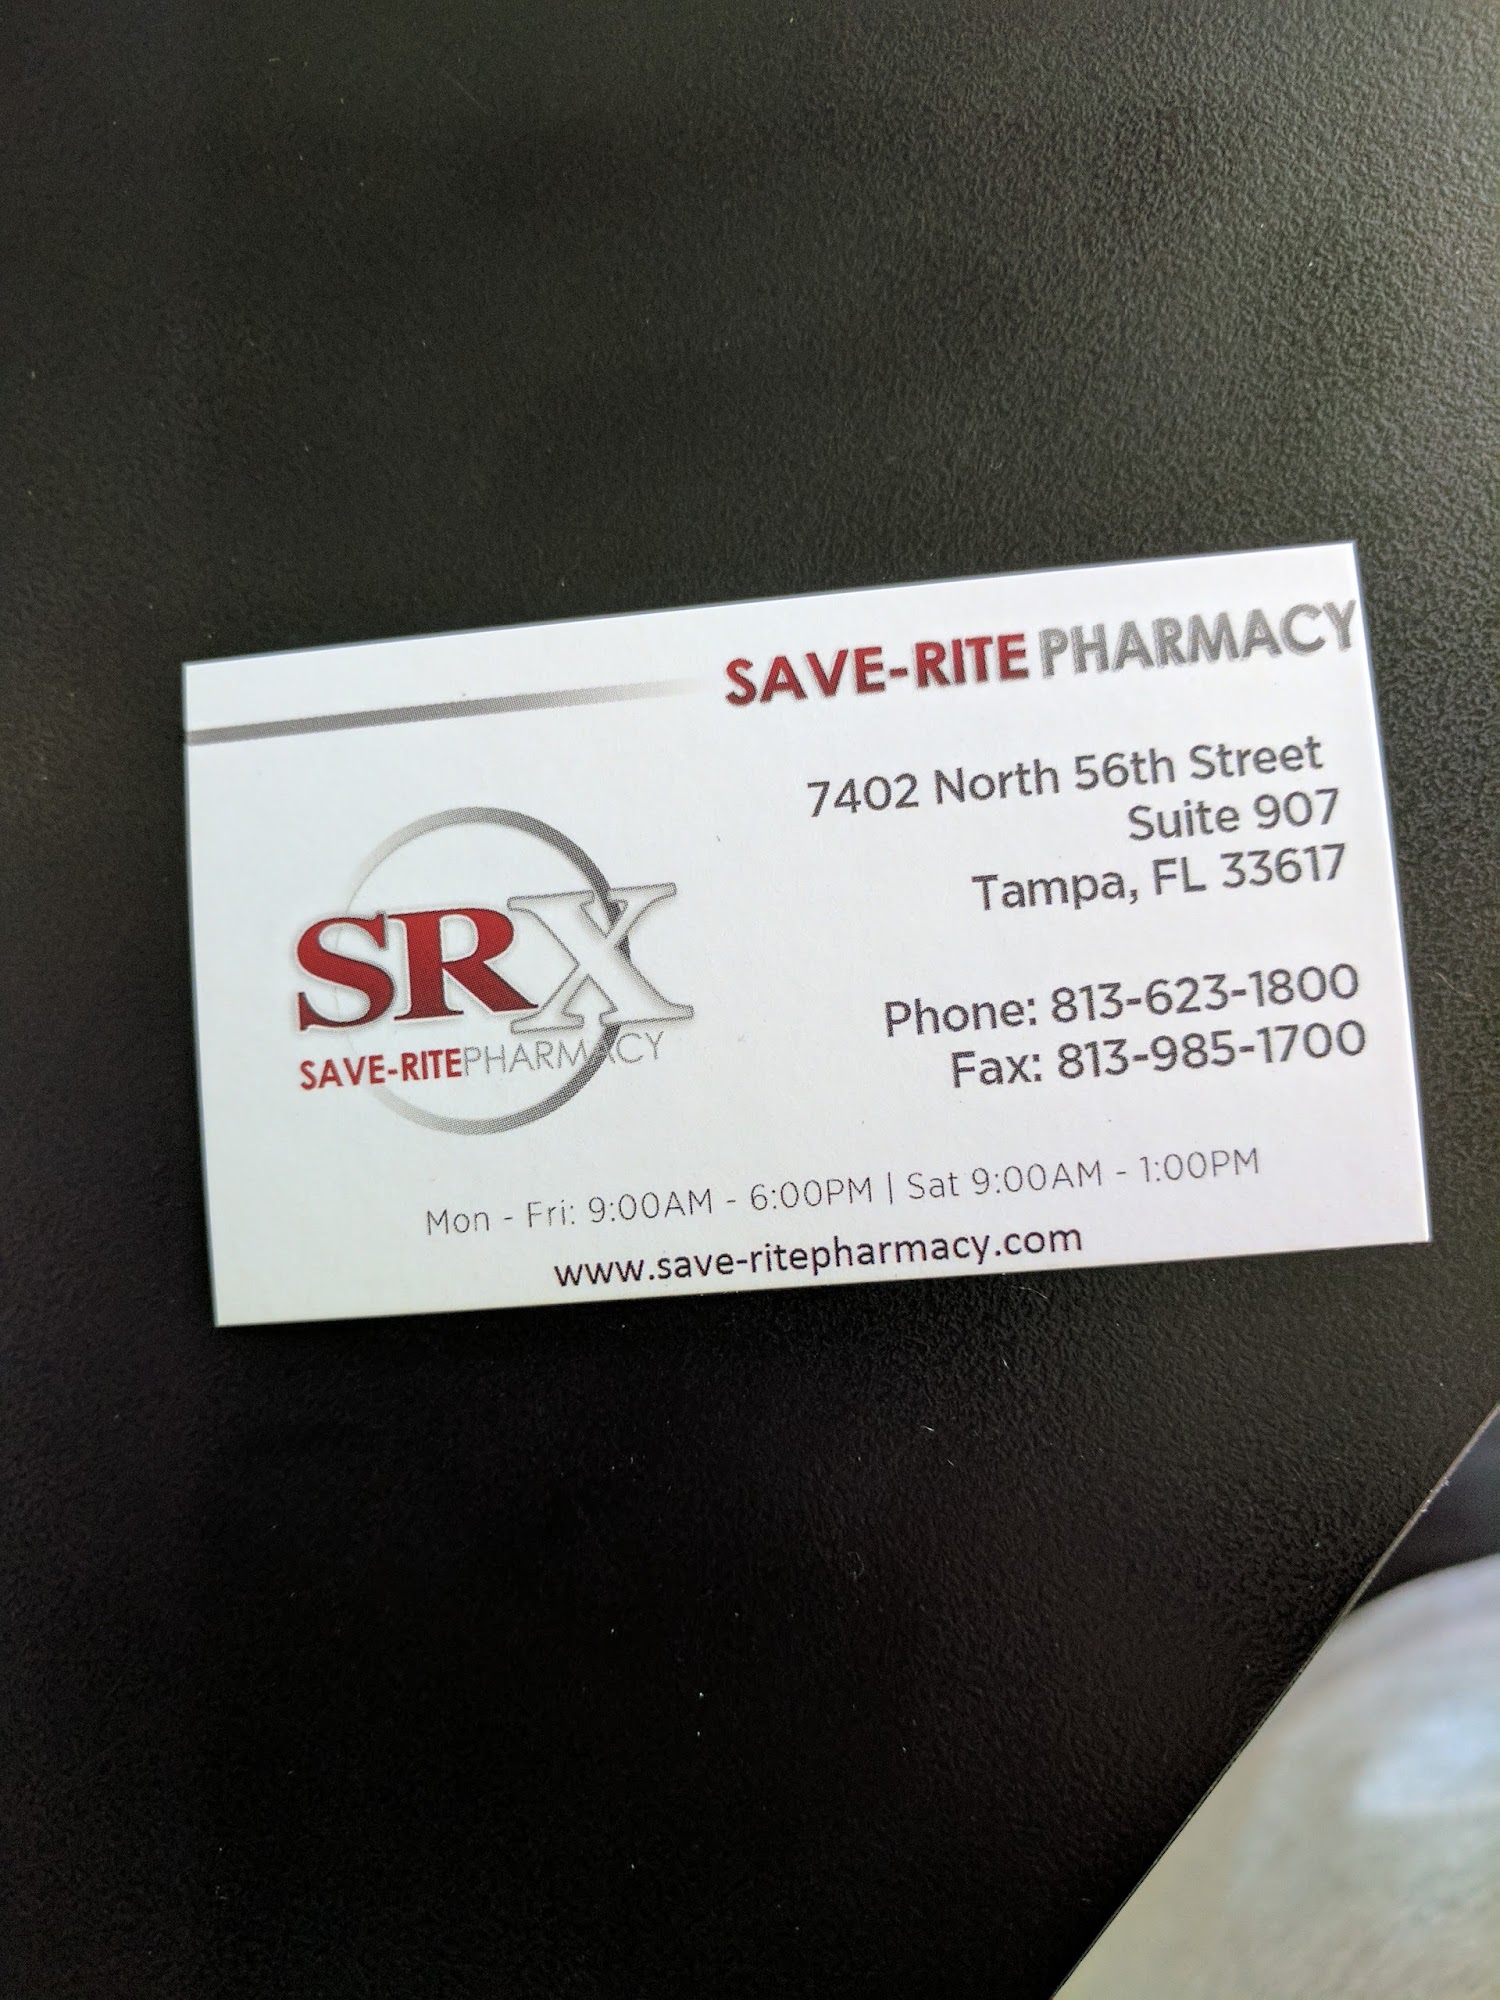 SAVE-RITE PHARMACY
7402 North 56th Street
Suite 907
Tampa, FL 33617
Phone: 813-623-1800
Fax: 813-985-1700
SRX
SAVE-RITEPHARMACY
Mon - Fri: 9:00AM - 6:00PM | Sat 9:00AM - 1:00PM
www.save-ritepharmacy.com